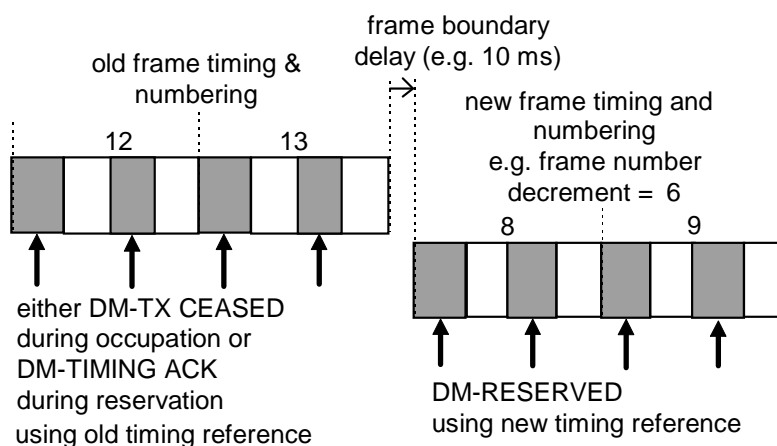 frame boundary
delay (e.g. 10 ms)
old frame timing &
numbering
new frame timing and
numbering
e.g. frame number
decrement = 6
12
13
8
9
either DM-TX CEASED
during occupation or
DM-TIMING ACK
during reservation
using old timing reference
DM-RESERVED
using new timing reference